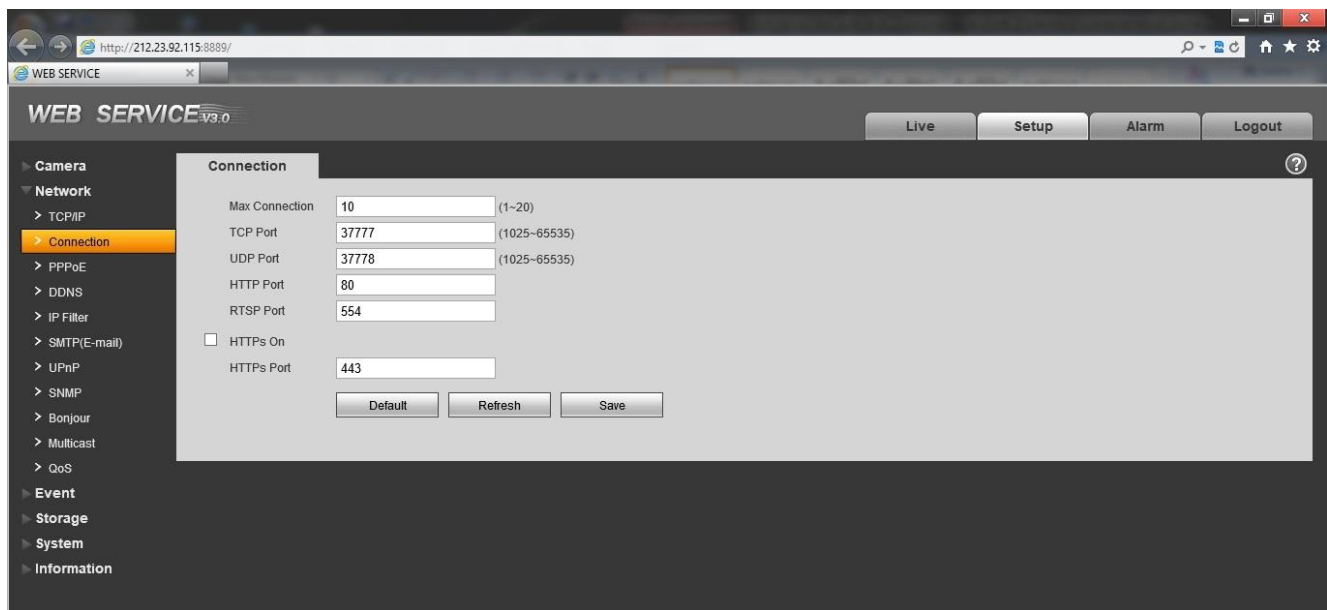 http://212.23.92.115:8889/
WEB SERVICE
WEB SERVICE V3.0
Live Setup Alarm Logout
Camera
Network
TCP/IP
Connection
PPPoE
DDNS
IP Filter
SMTP(E-mail)
UPnP
SNMP
Bonjour
Multicast
QoS
Event
Storage
System
Information
Connection
Max Connection 10 (1~20)
TCP Port 37777 (1025~65535)
UDP Port 37778 (1025~65535)
HTTP Port 80
RTSP Port 554
HTTPs On
HTTPs Port 443
Default Refresh Save